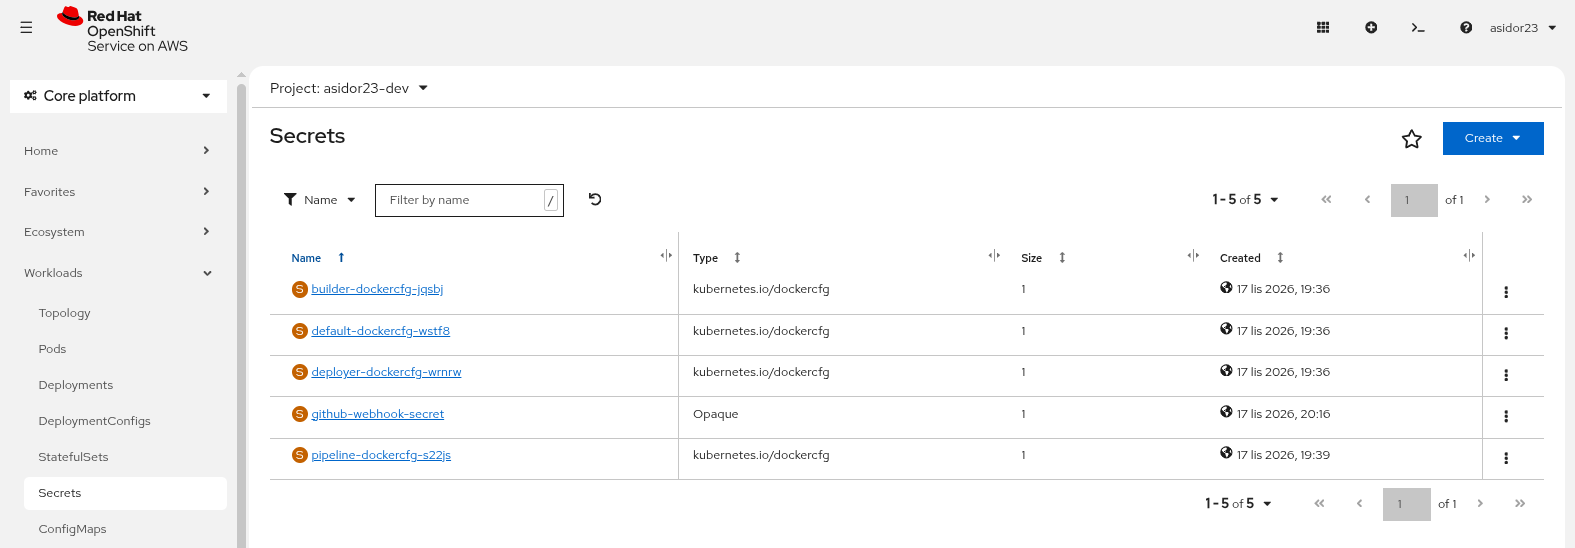 Red Hat
OpenShift
Service on AWS
asidor23
Core platform
Home
Favorites
Ecosystem
Workloads
Topology
Pods
Deployments
DeploymentConfigs
StatefulSets
Secrets
ConfigMaps
Project: asidor23-dev
Secrets
Create
Name Filter by name / 1 - 5 of 5 1 of 1
Name Type Size Created
S builder-dockercfg-jqsbj kubernetes.io/dockercfg 1 17 lis 2026, 19:36
S default-dockercfg-wstf8 kubernetes.io/dockercfg 1 17 lis 2026, 19:36
S deployer-dockercfg-wrnrw kubernetes.io/dockercfg 1 17 lis 2026, 19:36
S github-webhook-secret Opaque 1 17 lis 2026, 20:16
S pipeline-dockercfg-s22js kubernetes.io/dockercfg 1 17 lis 2026, 19:39
1 - 5 of 5 1 of 1